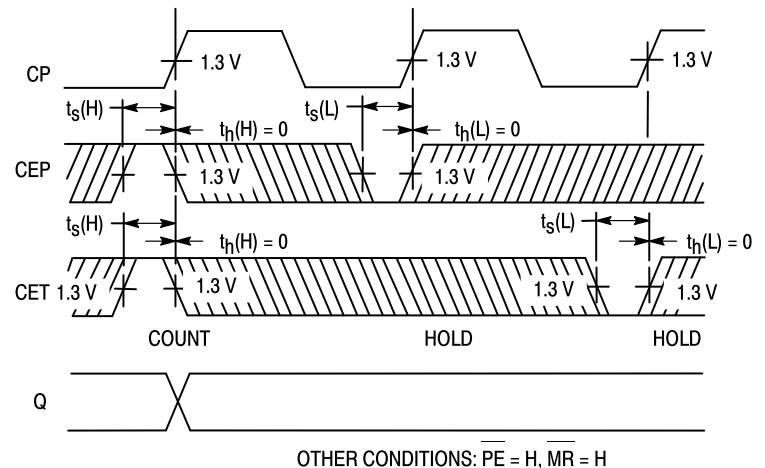 CP 1.3 V 1.3 V 1.3 V
ts(H) ts(L)
th(H) = 0 th(L) = 0
CEP 1.3 V 1.3 V
ts(H) ts(L)
th(H) = 0 th(L) = 0
CET 1.3 V 1.3 V 1.3 V 1.3 V
COUNT HOLD HOLD
Q
OTHER CONDITIONS: P̅E̅ = H, M̅R̅ = H